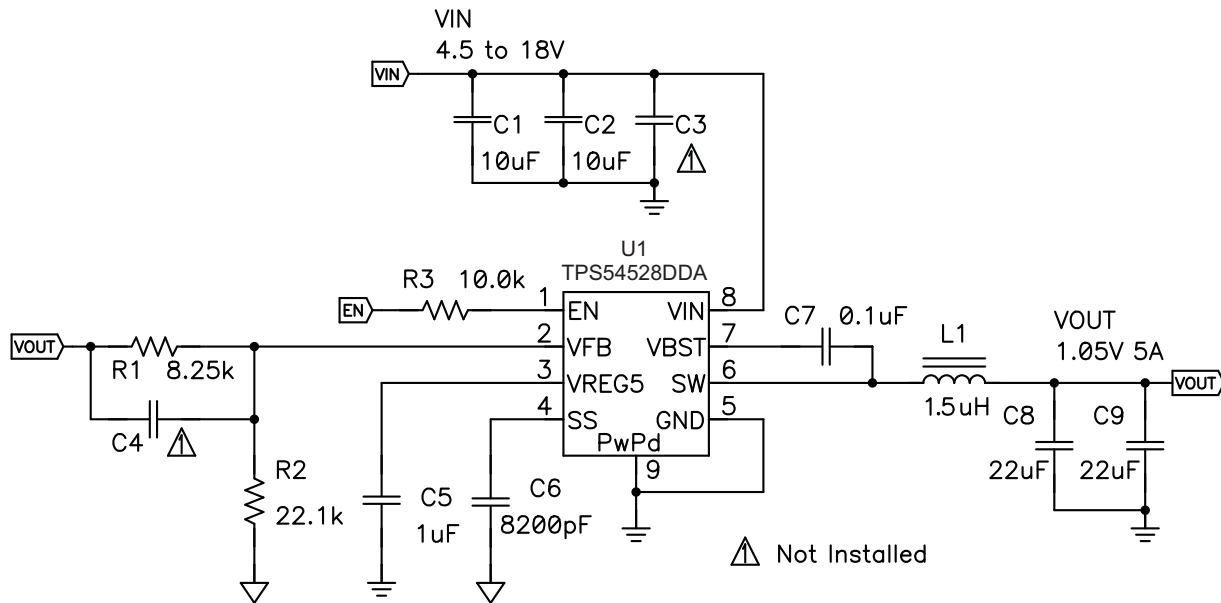 VIN
4.5 to 18V
VIN
C1
C2
C3
10uF
10uF
1
U1
TPS54528DDA
R3 10.0k
EN
1
EN
VIN
8
C7
0.1uF
VOUT
R1
8.25k
2
VFB
VBST
7
L1
VOUT
1.05V 5A
3
VREG5
SW
6
1.5uH
VOUT
C4
1
4
SS
GND
5
C8
C9
PwPd
9
22uF
22uF
R2
22.1k
C5
1uF
C6
8200pF
1 Not Installed